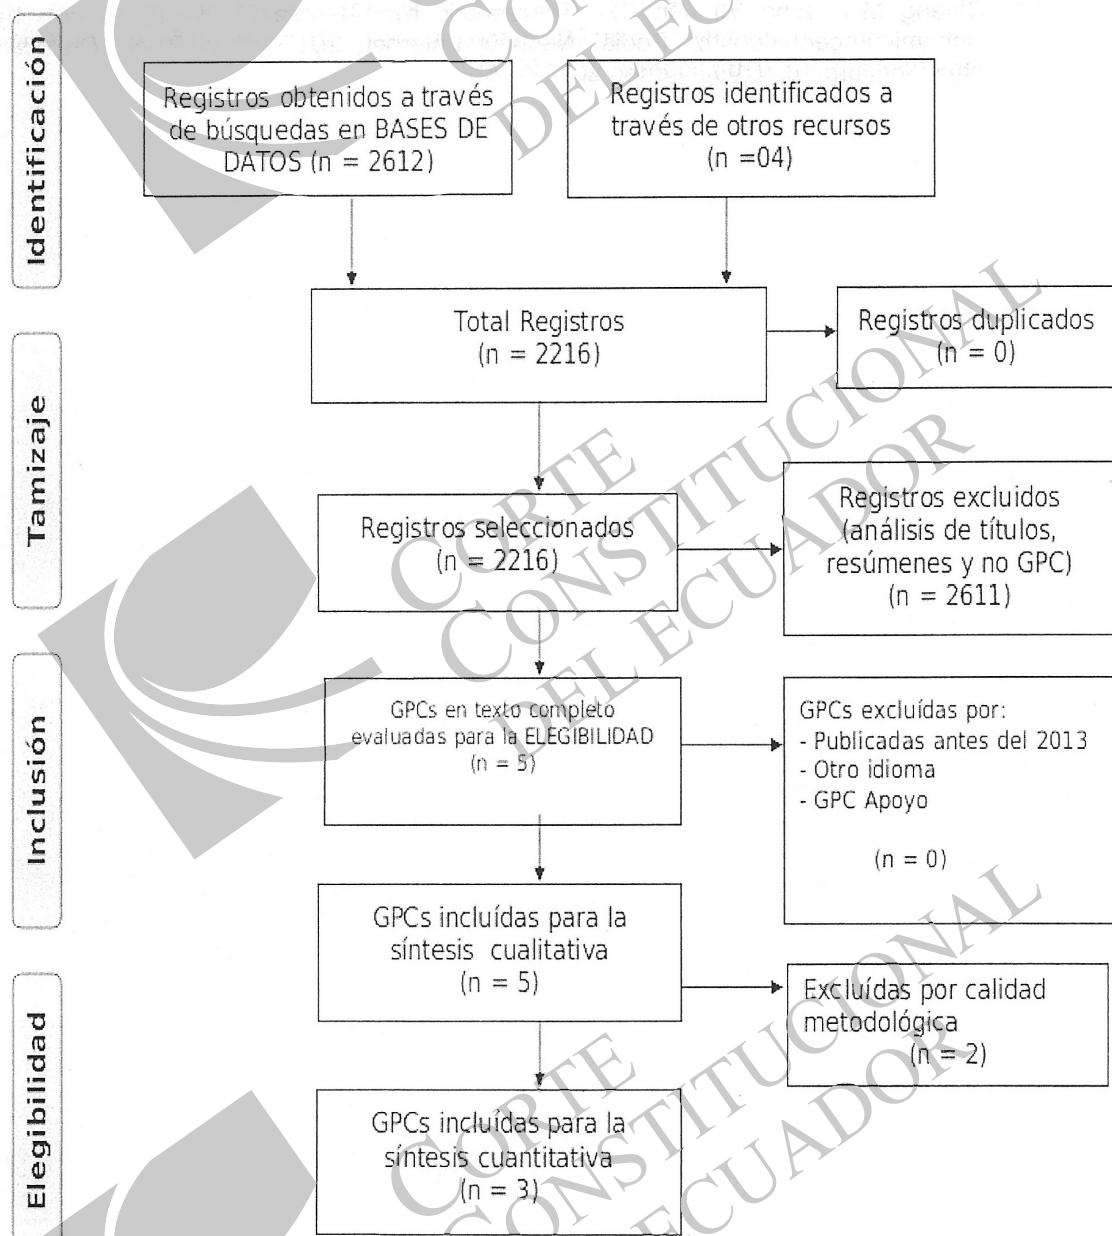 Identificación
Registros obtenidos a través
de búsquedas en BASES DE
DATOS (n = 2612)
Registros identificados a
través de otros recursos
(n =04)
Total Registros
(n = 2216)
Registros duplicados
(n = 0)
Tamizaje
Registros seleccionados
(n = 2216)
Registros excluidos
(análisis de títulos,
resúmenes y no GPC)
(n = 2611)
Inclusión
GPCs en texto completo
evaluadas para la ELEGIBILIDAD
(n = 5)
GPCs excluídas por:
- Publicadas antes del 2013
- Otro idioma
- GPC Apoyo
(n = 0)
GPCs incluídas para la
síntesis cualitativa
(n = 5)
Excluídas por calidad
metodológica
(n = 2)
Elegibilidad
GPCs incluídas para la
síntesis cuantitativa
(n = 3)
DEL
CORTE
CONSTITUCIONAL
DEL ECUADOR
CORTE
CONSTITUCIONAL
ECUADOR